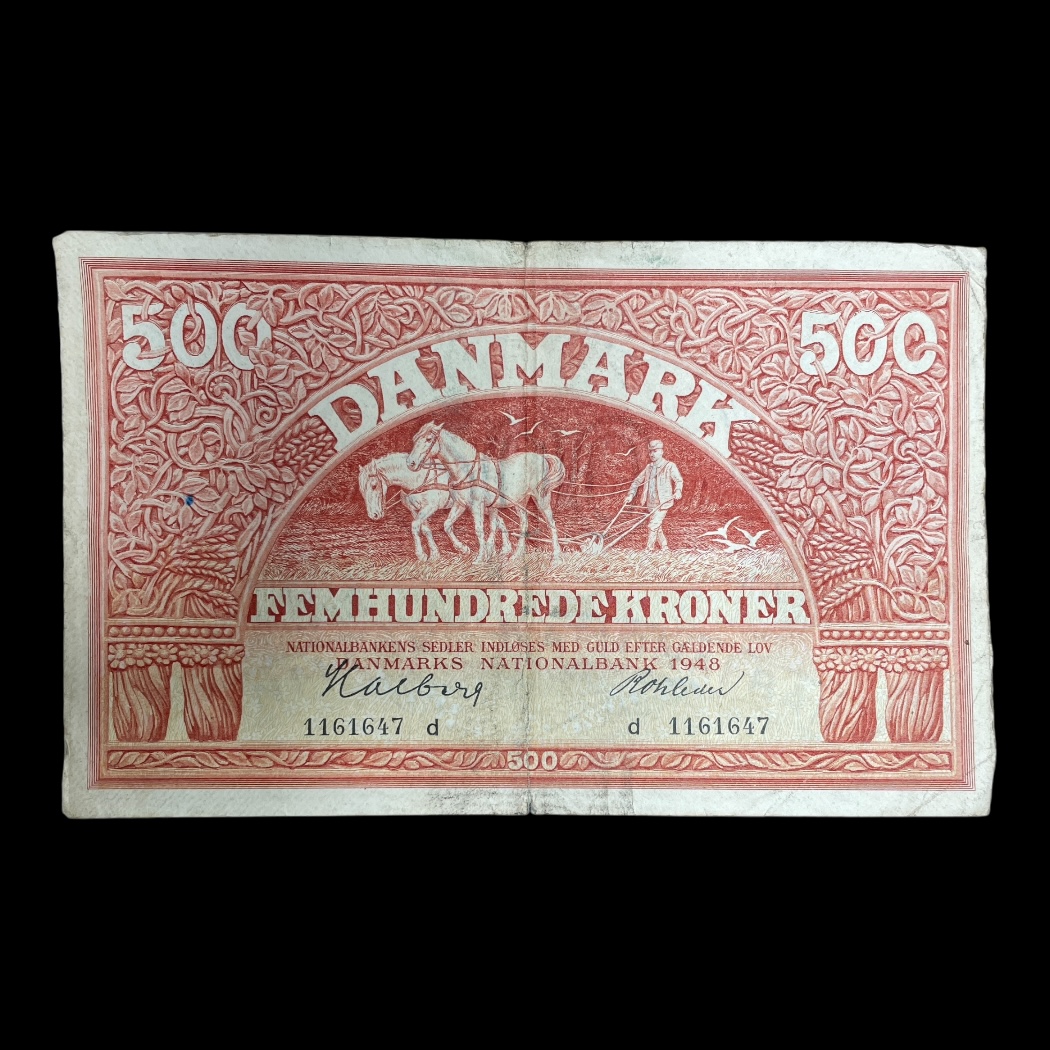 500 500
DANMARK
FEMHUNDREDE KRONER
NATIONALBANKENS SEDLER INDLØSES MED GULD EFTER GÆLDENDE LOV
DANMARKS NATIONALBANK 1948
Halberg
1161647 d d 1161647
500